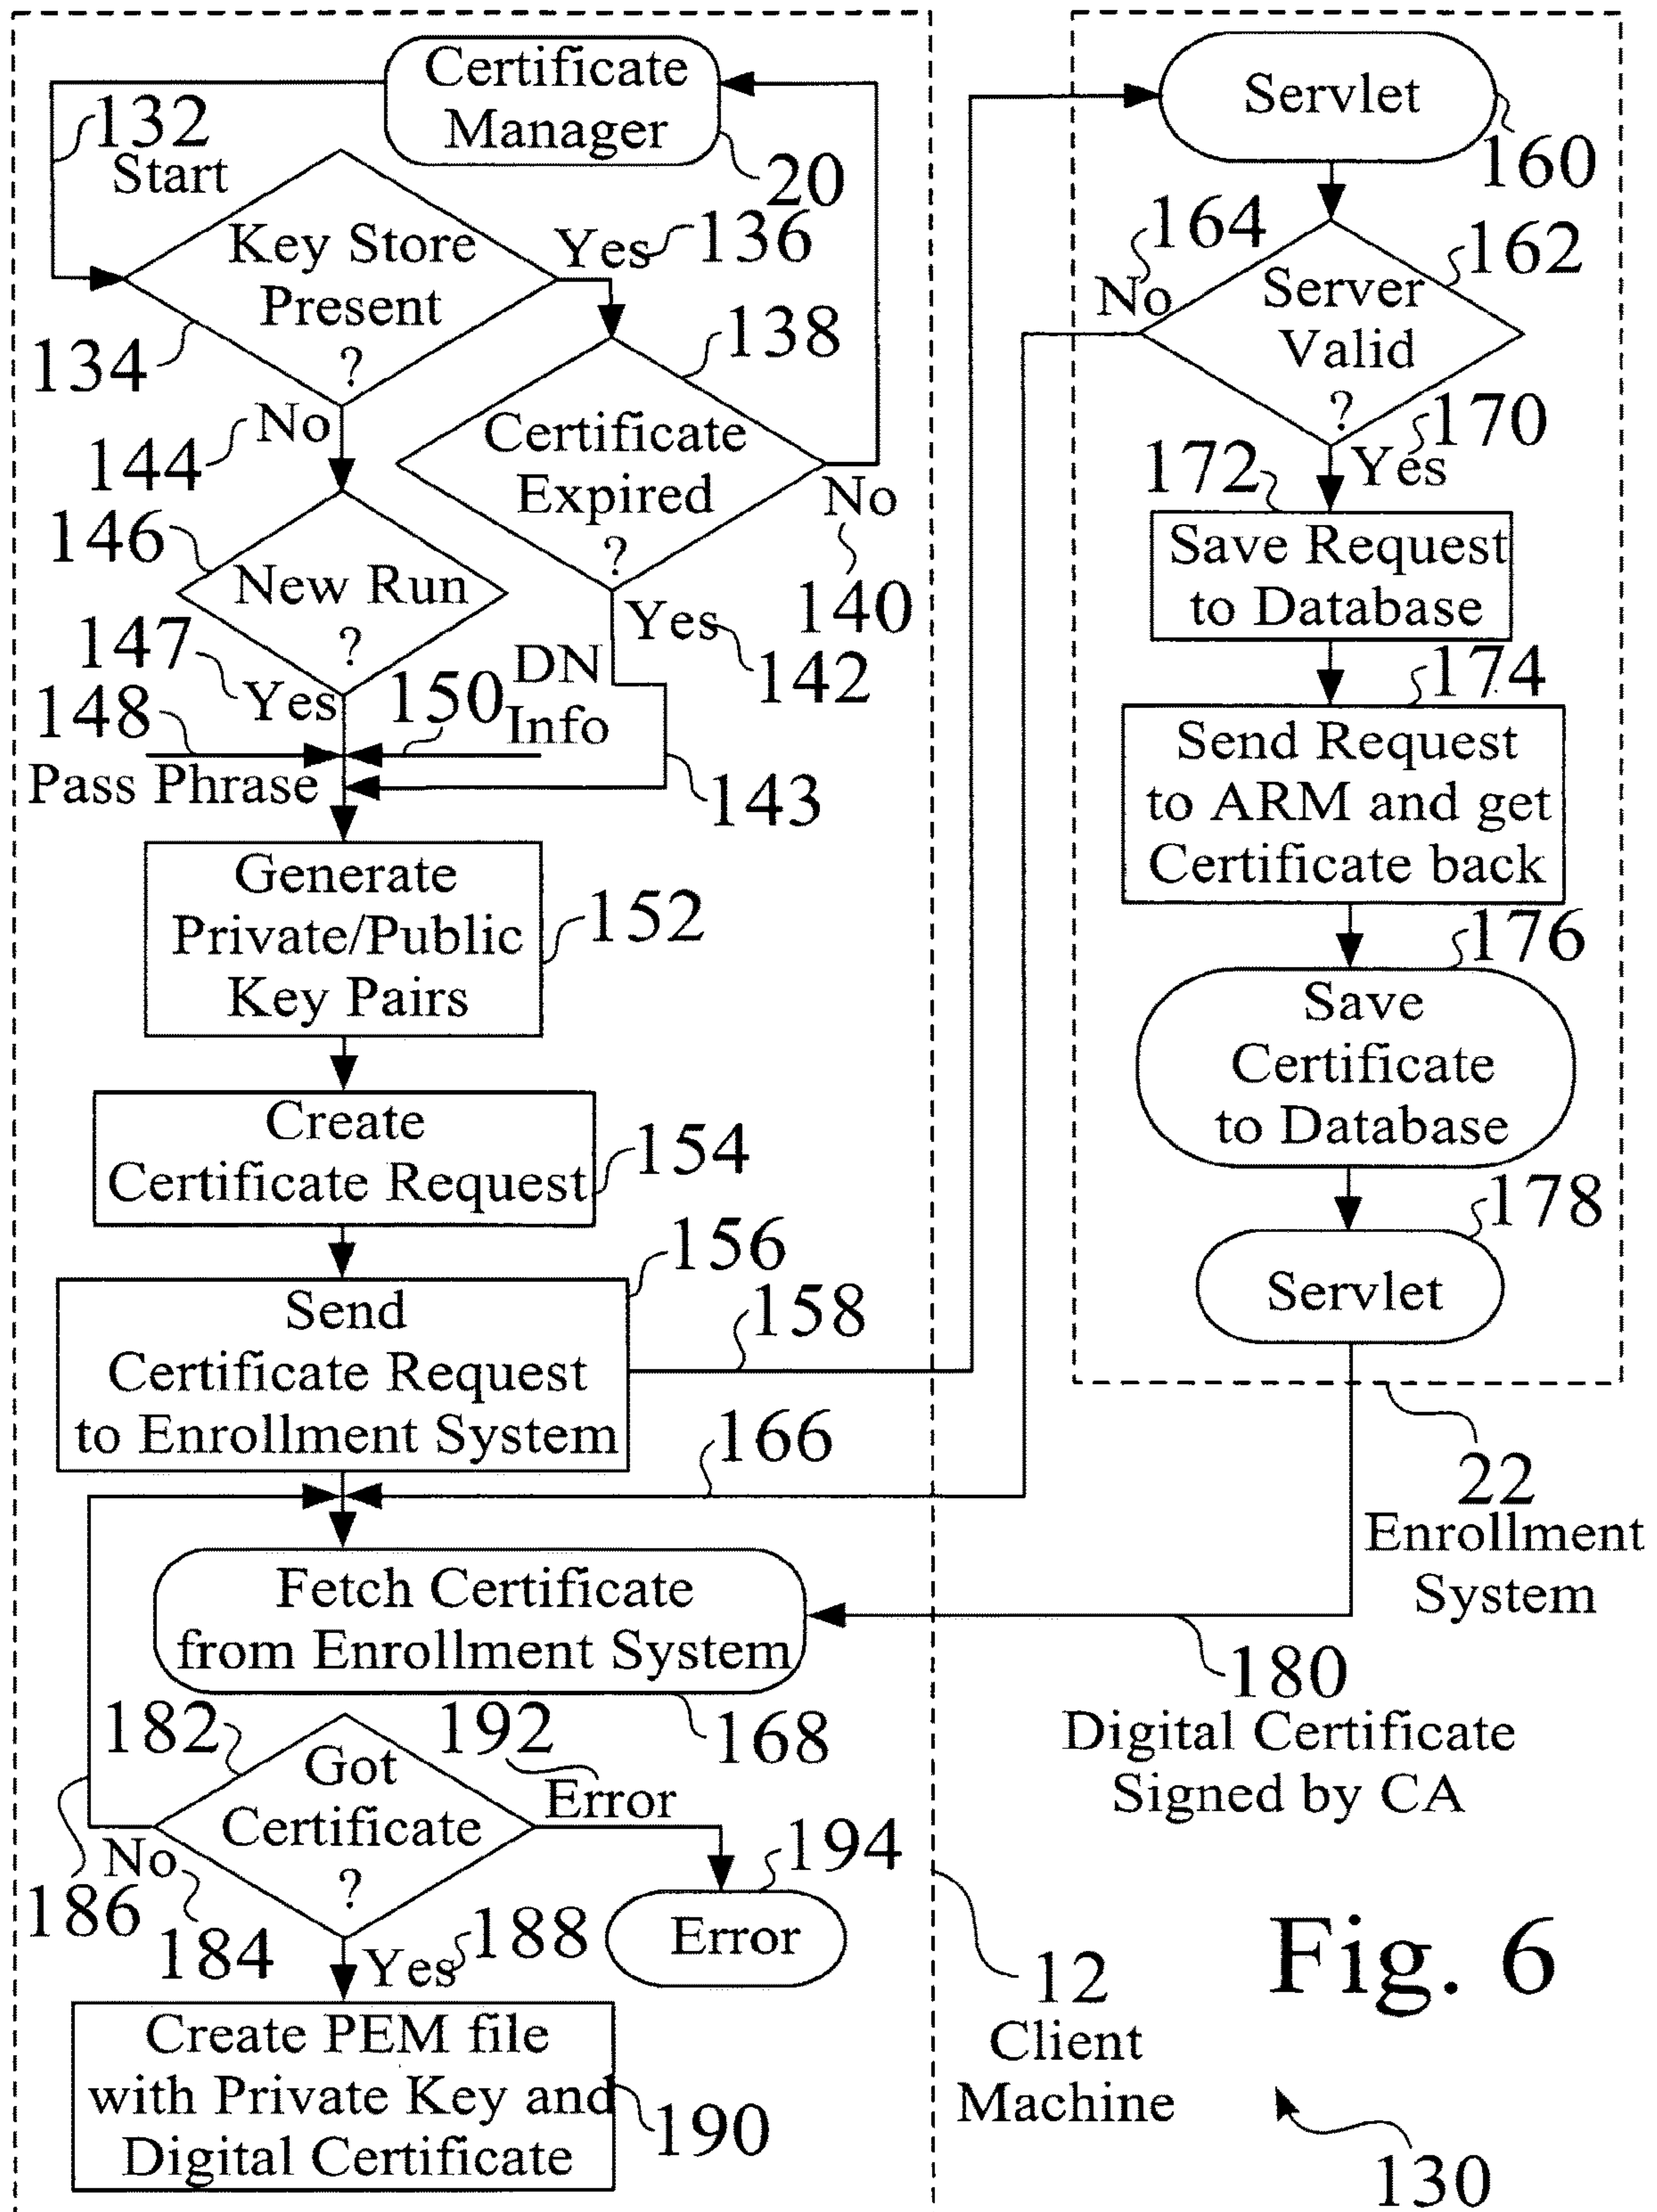 Certificate
Manager
20
132
Start
Key Store
Present
?
134
Yes
136
138
Certificate
Expired
?
No
140
Yes
142
143
No
144
146
New Run
?
147
Yes
148
Pass Phrase
150
DN
Info
Generate
Private/Public
Key Pairs
152
Create
Certificate Request
154
Send
Certificate Request
to Enrollment System
156
158
166
Fetch Certificate
from Enrollment System
168
182
Got
Certificate
?
192
Error
194
Error
No
186
184
Yes
188
Create PEM file
with Private Key and
Digital Certificate
190
Servlet
160
164
No
Server
Valid
?
162
170
Yes
172
Save Request
to Database
174
Send Request
to ARM and get
Certificate back
176
Save
Certificate
to Database
178
Servlet
22
Enrollment
System
180
Digital Certificate
Signed by CA
12
Client
Machine
Fig. 6
130